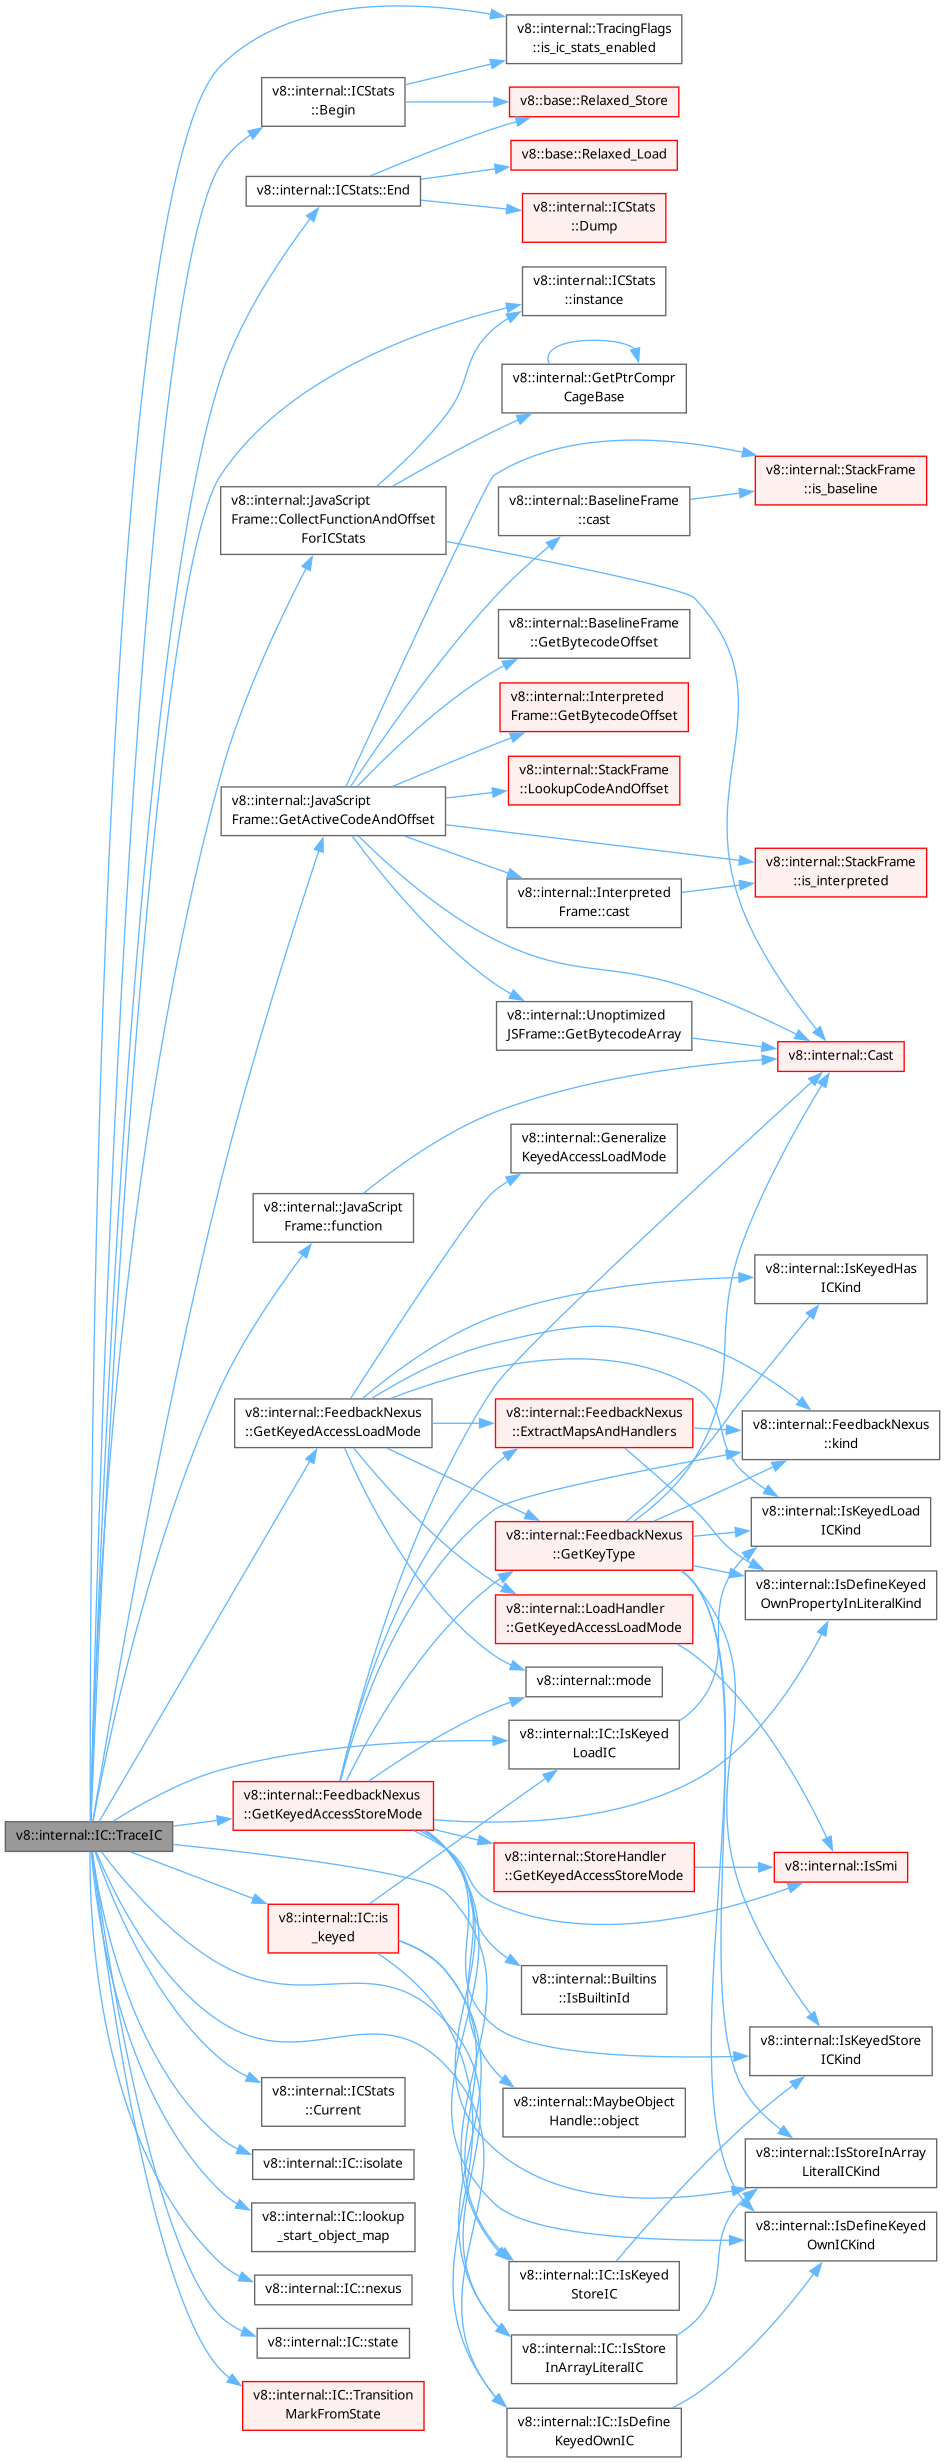 v8::internal::TracingFlags
::is_ic_stats_enabled
v8::internal::ICStats
::Begin
v8::base::Relaxed_Store
v8::base::Relaxed_Load
v8::internal::ICStats::End
v8::internal::ICStats
::Dump
v8::internal::ICStats
::instance
v8::internal::GetPtrCompr
CageBase
v8::internal::StackFrame
::is_baseline
v8::internal::JavaScript
Frame::CollectFunctionAndOffset
ForICStats
v8::internal::BaselineFrame
::cast
v8::internal::BaselineFrame
::GetBytecodeOffset
v8::internal::Interpreted
Frame::GetBytecodeOffset
v8::internal::StackFrame
::LookupCodeAndOffset
v8::internal::JavaScript
Frame::GetActiveCodeAndOffset
v8::internal::StackFrame
::is_interpreted
v8::internal::Interpreted
Frame::cast
v8::internal::Unoptimized
JSFrame::GetBytecodeArray
v8::internal::Cast
v8::internal::Generalize
KeyedAccessLoadMode
v8::internal::JavaScript
Frame::function
v8::internal::IsKeyedHas
ICKind
v8::internal::FeedbackNexus
::GetKeyedAccessLoadMode
v8::internal::FeedbackNexus
::ExtractMapsAndHandlers
v8::internal::FeedbackNexus
::kind
v8::internal::IsKeyedLoad
ICKind
v8::internal::FeedbackNexus
::GetKeyType
v8::internal::IsDefineKeyed
OwnPropertyInLiteralKind
v8::internal::LoadHandler
::GetKeyedAccessLoadMode
v8::internal::mode
v8::internal::IC::IsKeyed
LoadIC
v8::internal::FeedbackNexus
::GetKeyedAccessStoreMode
v8::internal::IC::TraceIC
v8::internal::StoreHandler
::GetKeyedAccessStoreMode
v8::internal::IsSmi
v8::internal::IC::is
_keyed
v8::internal::Builtins
::IsBuiltinId
v8::internal::IsKeyedStore
ICKind
v8::internal::ICStats
::Current
v8::internal::MaybeObject
Handle::object
v8::internal::IC::isolate
v8::internal::IsStoreInArray
LiteralICKind
v8::internal::IC::lookup
_start_object_map
v8::internal::IsDefineKeyed
OwnICKind
v8::internal::IC::nexus
v8::internal::IC::IsKeyed
StoreIC
v8::internal::IC::state
v8::internal::IC::IsStore
InArrayLiteralIC
v8::internal::IC::Transition
MarkFromState
v8::internal::IC::IsDefine
KeyedOwnIC